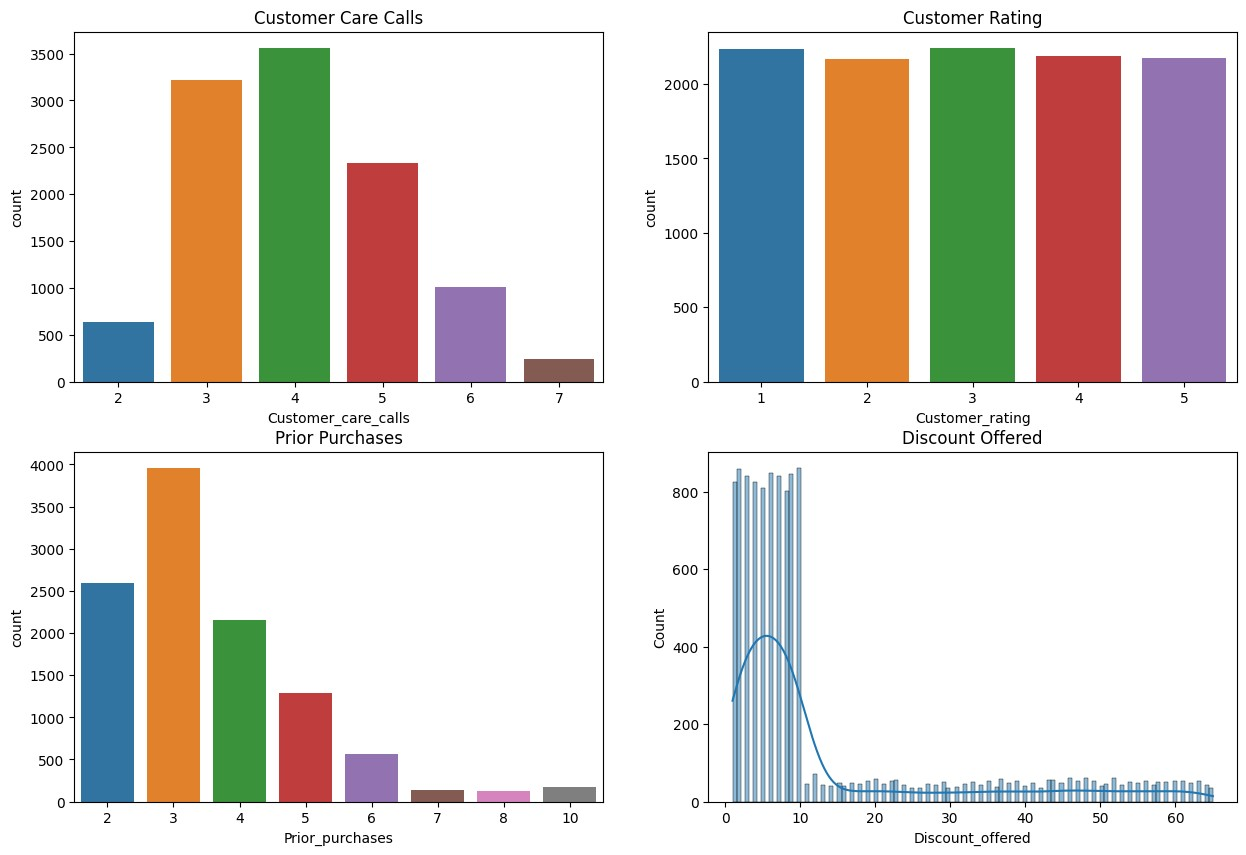 Customer Care Calls
3500
3000
2500
2000
1500
1000
500
0
count
2 3 4 5 6 7
Customer_care_calls
Customer Rating
2000
1500
1000
500
0
count
1 2 3 4 5
Customer_rating
Prior Purchases
4000
3500
3000
2500
2000
1500
1000
500
0
count
2 3 4 5 6 7 8 10
Prior_purchases
Discount Offered
800
600
400
200
0
Count
0 10 20 30 40 50 60
Discount_offered